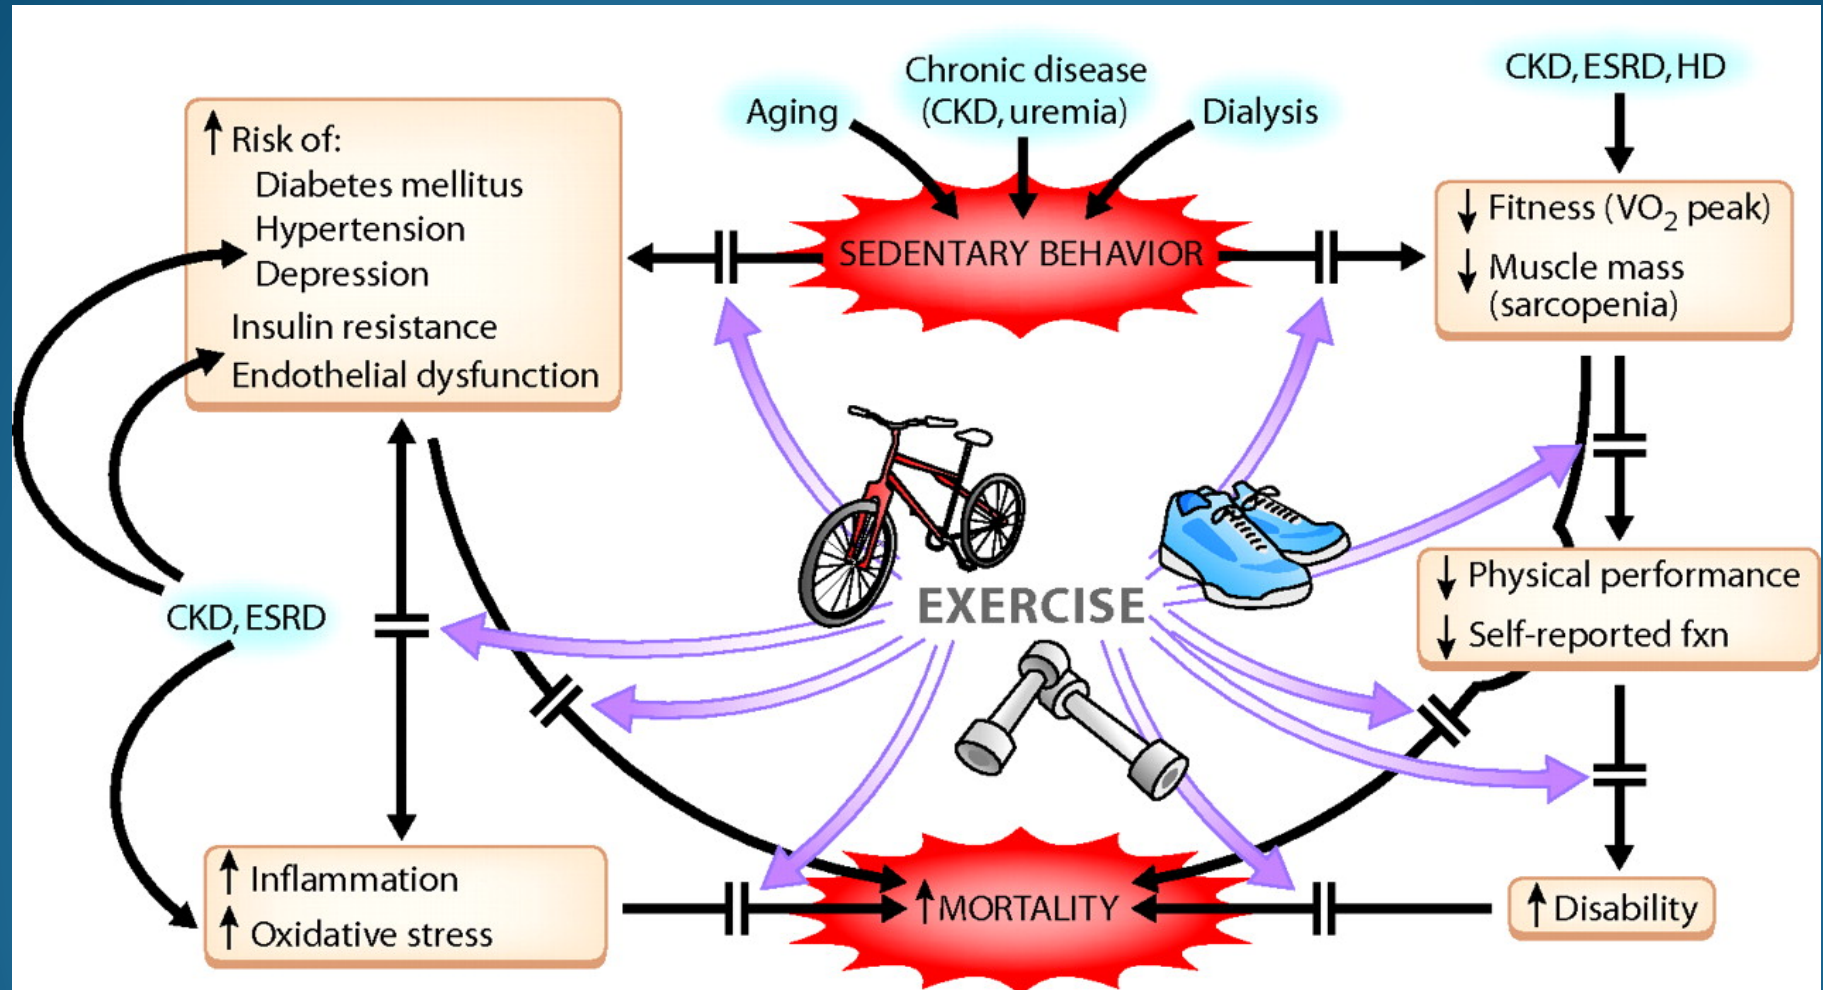 Chronic disease
(CKD, uremia)
Aging
Dialysis
CKD, ESRD, HD
↑ Risk of:
Diabetes mellitus
Hypertension
Depression
Insulin resistance
Endothelial dysfunction
SEDENTARY BEHAVIOR
↓ Fitness (VO₂ peak)
↓ Muscle mass
(sarcopenia)
CKD, ESRD
EXERCISE
↓ Physical performance
↓ Self-reported fxn
↑ Inflammation
↑ Oxidative stress
↑ MORTALITY
↑ Disability